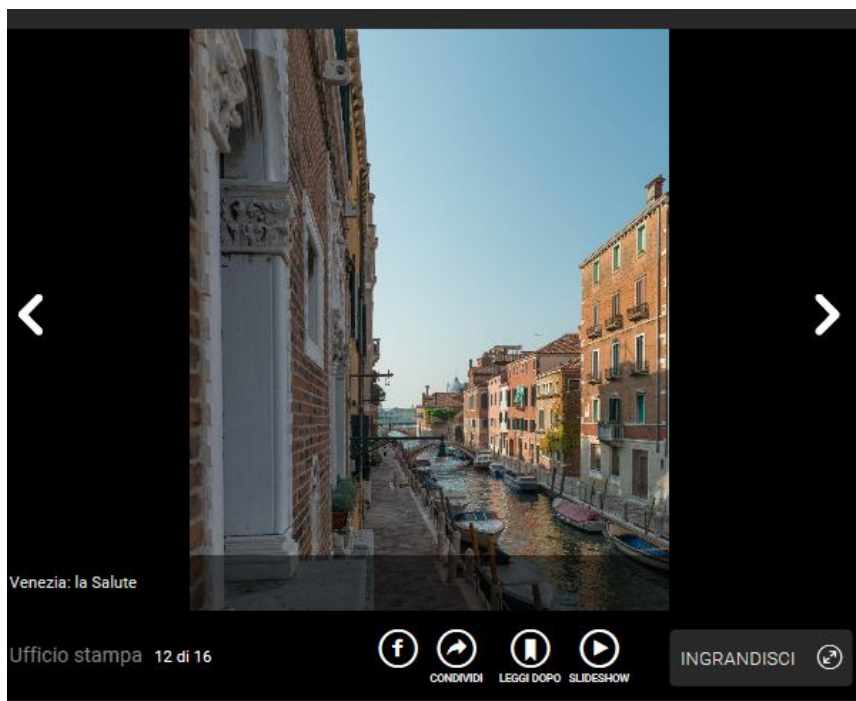 Venezia: la Salute
Ufficio stampa 12 di 16
f
CONDIVIDI LEGGI DOPO SLIDESHOW
INGRANDISCI